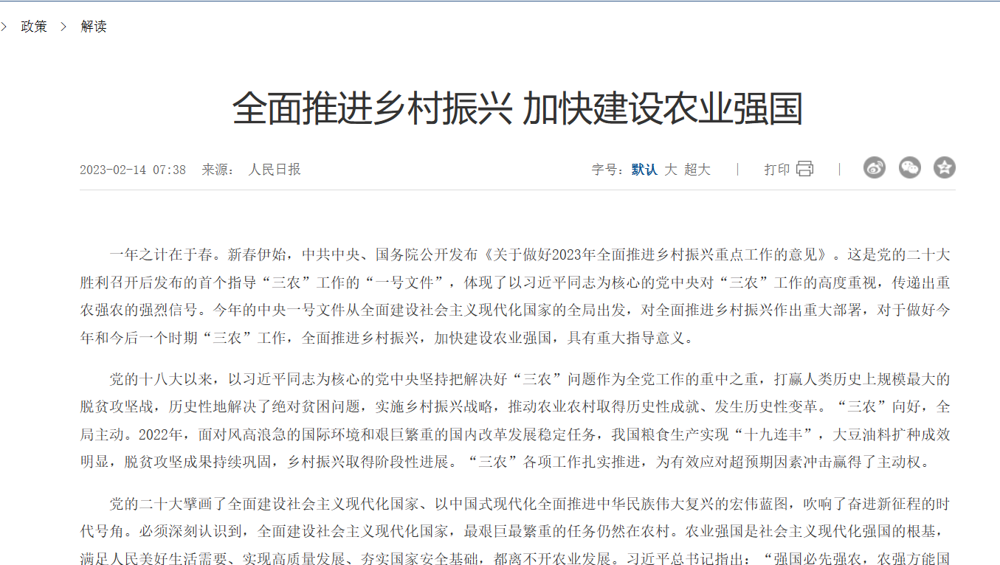 政策 > 解读
全面推进乡村振兴 加快建设农业强国
2023-02-14 07:38 来源： 人民日报 字号：默认 大 超大 | 打印 |
一年之计在于春。新春伊始，中共中央、国务院公开发布《关于做好2023年全面推进乡村振兴重点工作的意见》。这是党的二十大
胜利召开后发布的首个指导“三农”工作的“一号文件”，体现了以习近平同志为核心的党中央对“三农”工作的高度重视，传递出重
农强农的强烈信号。今年的中央一号文件从全面建设社会主义现代化国家的全局出发，对全面推进乡村振兴作出重大部署，对于做好今
年和今后一个时期“三农”工作，全面推进乡村振兴，加快建设农业强国，具有重大指导意义。
党的十八大以来，以习近平同志为核心的党中央坚持把解决好“三农”问题作为全党工作的重中之重，打赢人类历史上规模最大的
脱贫攻坚战，历史性地解决了绝对贫困问题，实施乡村振兴战略，推动农业农村取得历史性成就、发生历史性变革。“三农”向好，全
局主动。2022年，面对风高浪急的国际环境和艰巨繁重的国内改革发展稳定任务，我国粮食生产实现“十九连丰”，大豆油料扩种成效
明显，脱贫攻坚成果持续巩固，乡村振兴取得阶段性进展。“三农”各项工作扎实推进，为有效应对超预期因素冲击赢得了主动权。
党的二十大擘画了全面建设社会主义现代化国家、以中国式现代化全面推进中华民族伟大复兴的宏伟蓝图，吹响了奋进新征程的时
代号角。必须深刻认识到，全面建设社会主义现代化国家，最艰巨最繁重的任务仍然在农村。农业强国是社会主义现代化强国的根基，
满足人民美好生活需要、实现高质量发展、夯实国家安全基础，都离不开农业发展。习近平总书记指出：“强国必先强农，农强方能国